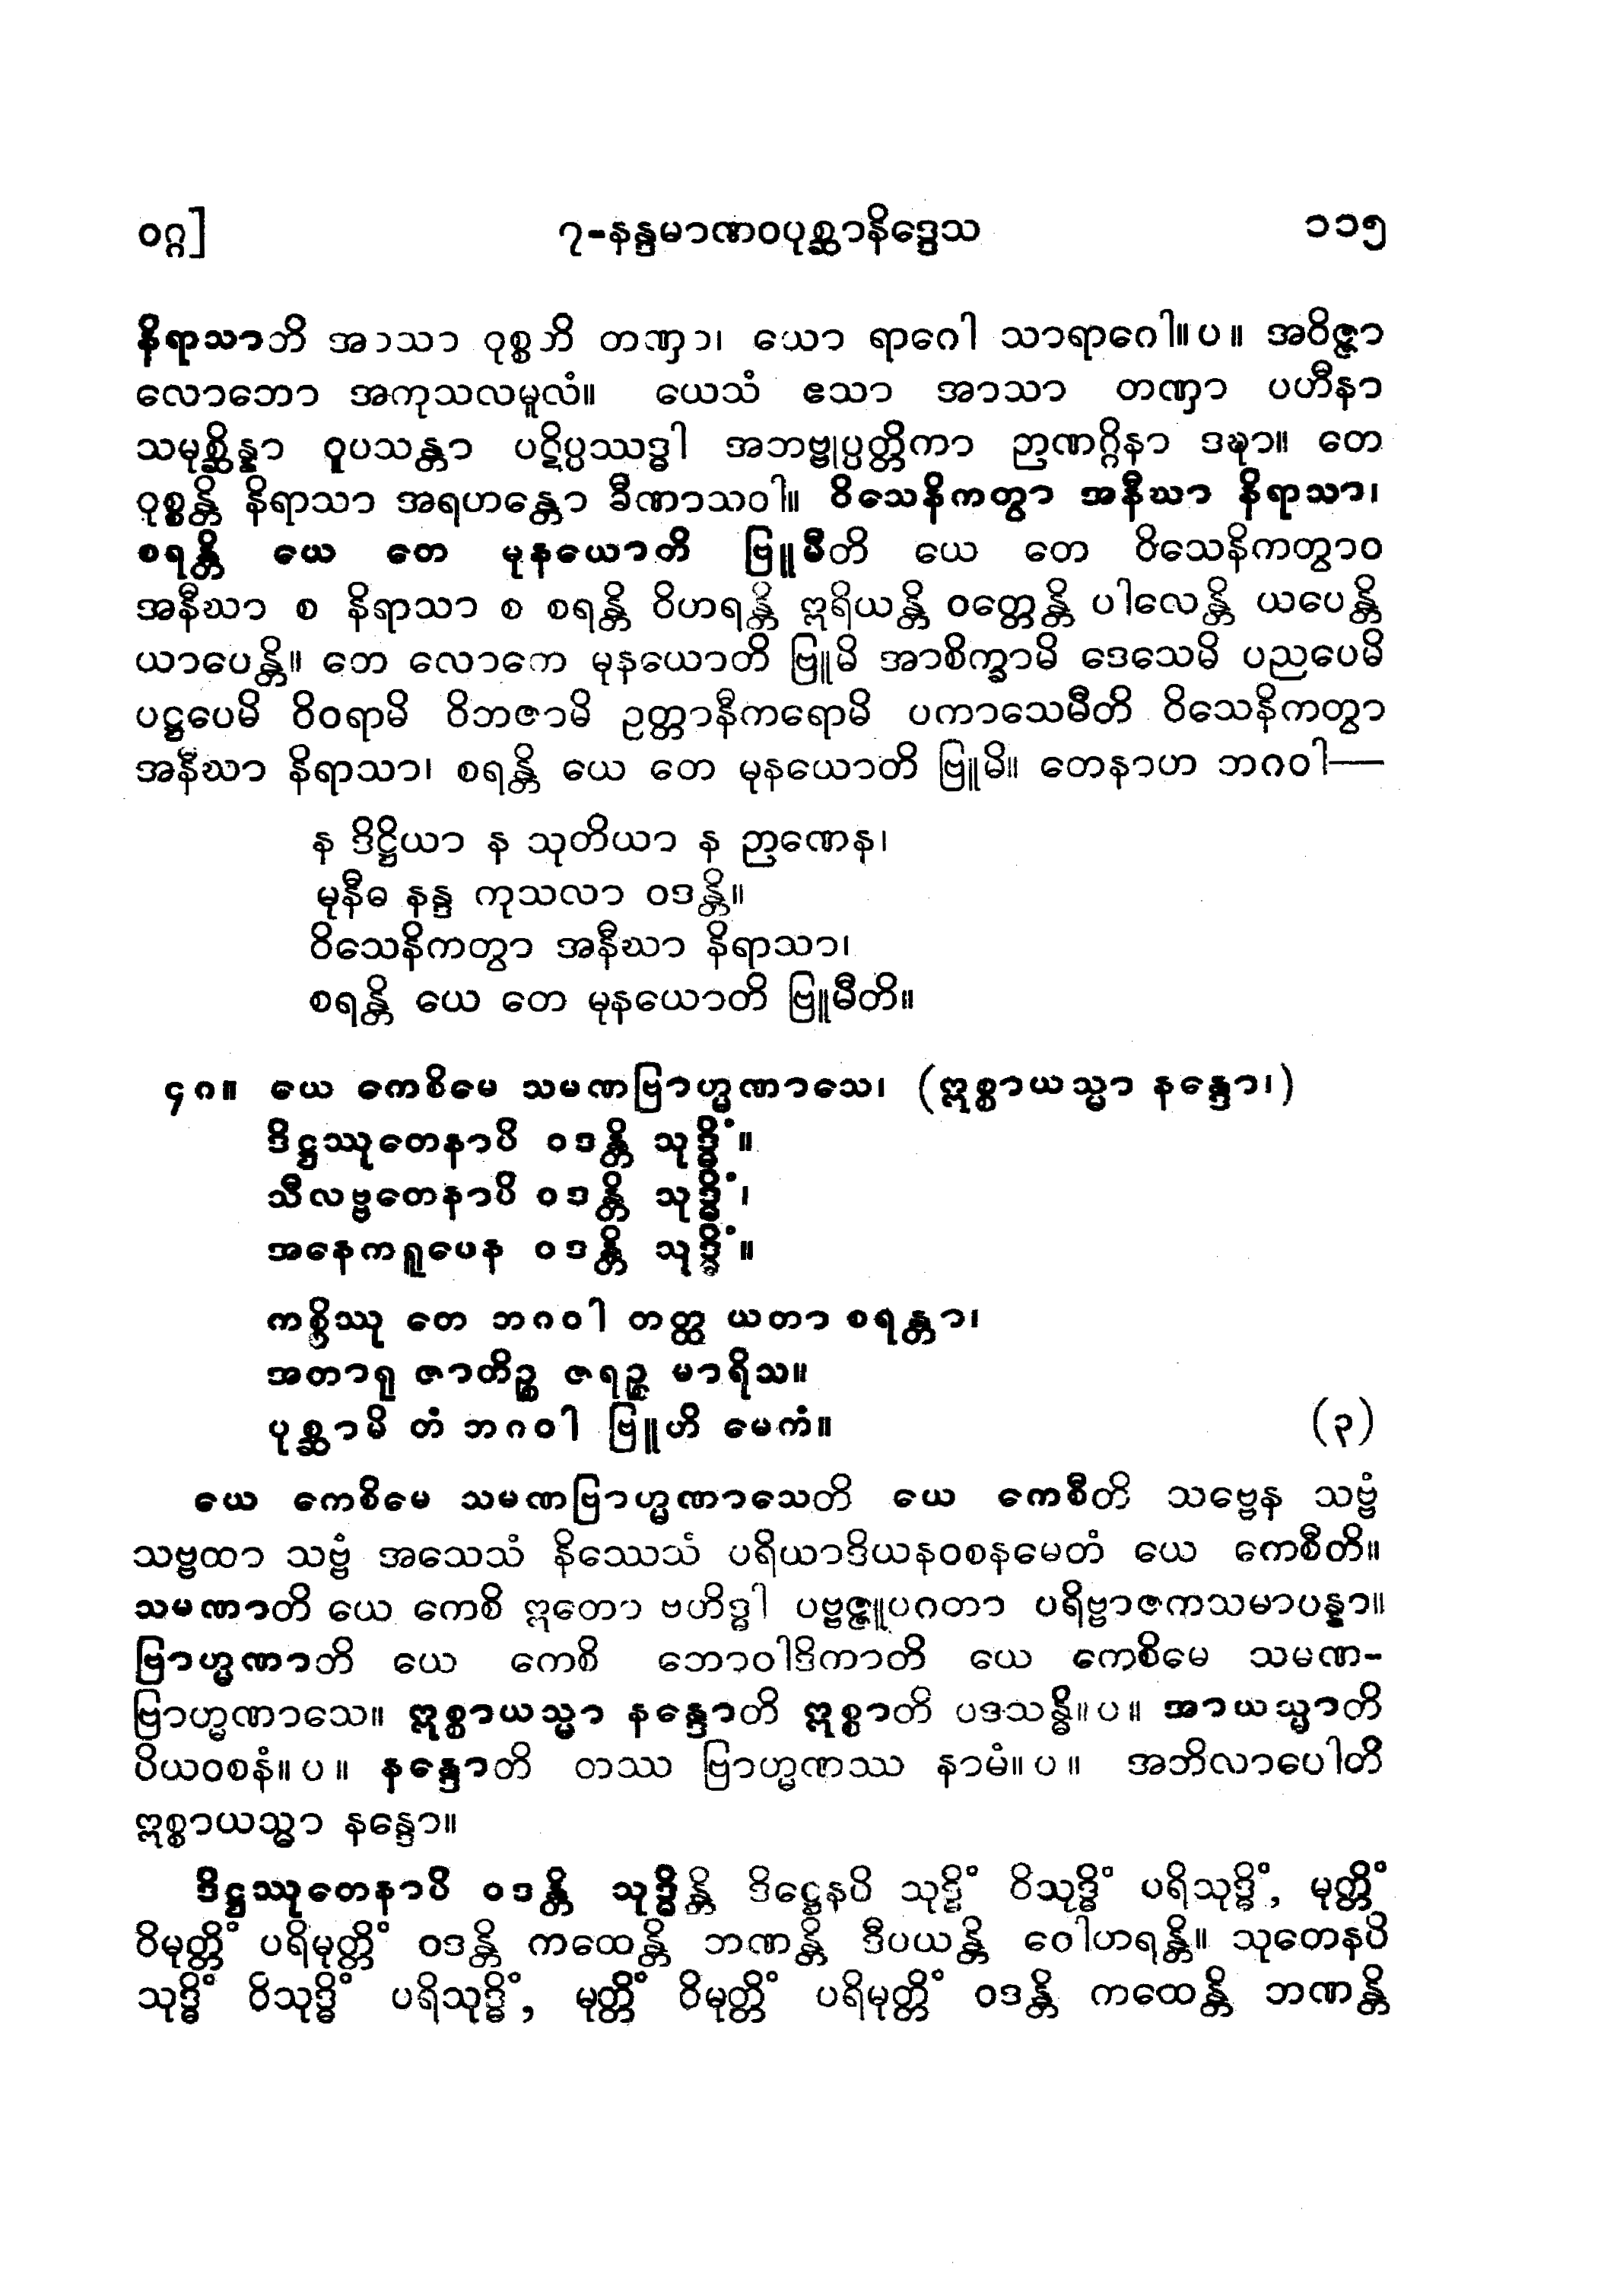 ဝဂ္ဂ] ၇-နန္ဒမာဏဝပုစ္ဆာနိဒ္ဒေသ ၁၁၅
နိရာသာတိ အာသာ ဝုစ္စတိ တဏှာ၊ ယော ရာဂေါ သာရာဂေါ။ပ။ အဝိဇ္ဇာ
လောဘော အကုသလမူလံ။ ယေသံ ဧသာ အာသာ တဏှာ ပဟီနာ
သမုစ္ဆိန္နာ ဝူပသန္တာ ပဋိပ္ပဿဒ္ဓါ အဘဗ္ဗုပ္ပတ္တိကာ ဉာဏဂ္ဂိနာ ဒဍ္ဎာ။ တေ
ဝုစ္စန္တိ နိရာသာ အရဟန္တော ခီဏာသဝါ။ ဝိသေနိကတွာ အနီဃာ နိရာသာ၊
စရန္တိ ယေ တေ မုနယောတိ ဗြူမီတိ ယေ တေ ဝိသေနိကတွာဝ
အနီဃာ စ နိရာသာ စ စရန္တိ ဝိဟရန္တိ ဣရိယန္တိ ဝတ္တေန္တိ ပါလေန္တိ ယပေန္တိ
ယာပေန္တိ။ တေ လောကေ မုနယောတိ ဗြူမိ အာစိက္ခာမိ ဒေသေမိ ပညပေမိ
ပဋ္ဌပေမိ ဝိဝရာမိ ဝိဘဇာမိ ဥတ္တာနီကရောမိ ပကာသေမီတိ ဝိသေနိကတွာ
အနီဃာ နိရာသာ၊ စရန္တိ ယေ တေ မုနယောတိ ဗြူမိ။ တေနာဟ ဘဂဝါ—
န ဒိဋ္ဌိယာ န သုတိယာ န ဉာဏေန၊
မုနီဓ နန္ဒ ကုသလာ ဝဒန္တိ။
ဝိသေနိကတွာ အနီဃာ နိရာသာ၊
စရန္တိ ယေ တေ မုနယောတိ ဗြူမီတိ။
၄၈။ ယေ ကေစိမေ သမဏဗြာဟ္မဏာသေ၊ (ဣစ္စာယသ္မာ နန္ဒော၊)
ဒိဋ္ဌဿုတေနာပိ ဝဒန္တိ သုဒ္ဓိံ။
သီလဗ္ဗတေနာပိ ဝဒန္တိ သုဒ္ဓိံ၊
အနေကရူပေန ဝဒန္တိ သုဒ္ဓိံ။
ကစ္စိဿု တေ ဘဂဝါ တတ္ထ ယတာ စရန္တာ၊
အတာရု ဇာတိဉ္စ ဇရဉ္စ မာရိသ။
ပုစ္ဆာမိ တံ ဘဂဝါ ဗြူဟိ မေကံ။ (၃)
ယေ ကေစိမေ သမဏဗြာဟ္မဏာသေတိ ယေ ကေစီတိ သဗ္ဗေန သဗ္ဗံ
သဗ္ဗထာ သဗ္ဗံ အသေသံ နိဿေသံ ပရိယာဒိယနဝစနမေတံ ယေ ကေစီတိ။
သမဏာတိ ယေ ကေစိ ဣတော ဗဟိဒ္ဓါ ပဗ္ဗဇ္ဇူပဂတာ ပရိဗ္ဗာဇကသမာပန္နာ။
ဗြာဟ္မဏာတိ ယေ ကေစိ ဘောဝါဒိကာတိ ယေ ကေစိမေ သမဏ-
ဗြာဟ္မဏာသေ။ ဣစ္စာယသ္မာ နန္ဒောတိ ဣစ္စာတိ ပဒသန္ဓိ။ပ။ အာယသ္မာတိ
ပိယဝစနံ။ပ။ နန္ဒောတိ တဿ ဗြာဟ္မဏဿ နာမံ။ပ။ အဘိလာပေါတိ
ဣစ္စာယသ္မာ နန္ဒော။
ဒိဋ္ဌဿုတေနာပိ ဝဒန္တိ သုဒ္ဓိန္တိ ဒိဋ္ဌေနပိ သုဒ္ဓိံ ဝိသုဒ္ဓိံ ပရိသုဒ္ဓိံ, မုတ္တိံ
ဝိမုတ္တိံ ပရိမုတ္တိံ ဝဒန္တိ ကထေန္တိ ဘဏန္တိ ဒီပယန္တိ ဝေါဟရန္တိ။ သုတေနပိ
သုဒ္ဓိံ ဝိသုဒ္ဓိံ ပရိသုဒ္ဓိံ, မုတ္တိံ ဝိမုတ္တိံ ပရိမုတ္တိံ ဝဒန္တိ ကထေန္တိ ဘဏန္တိ